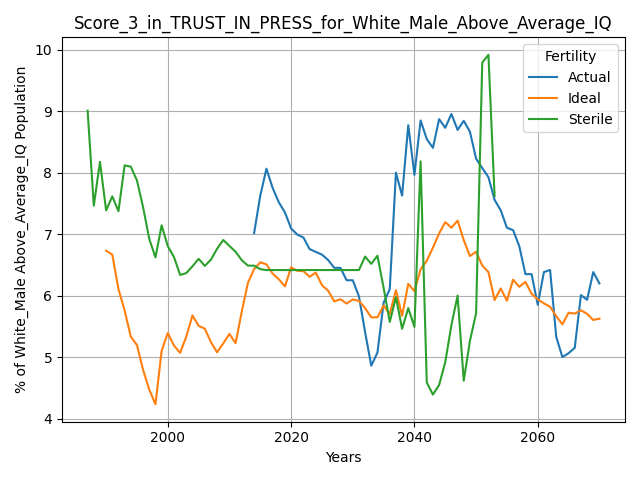 Score_3_in_TRUST_IN_PRESS_for_White_Male_Above_Average_IQ
% of White_Male Above_Average_IQ Population
10
9
8
7
6
5
4
Fertility
Actual
Ideal
Sterile
2000
2020
2040
2060
Years